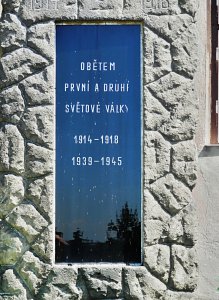 OBĚTEM
PRVNÍ A DRUHÉ
SVĚTOVÉ VÁLKY
1914-1918
1939-1945